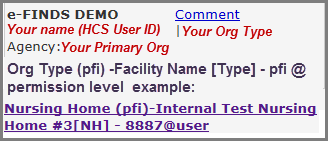 e-FINDS DEMO Comment
Your name (HCS User ID) |Your Org Type
Agency:Your Primary Org
Org Type (pfi) -Facility Name [Type] - pfi @
permission level example:
Nursing Home (pfi)-Internal Test Nursing
Home #3[NH] - 8887@user